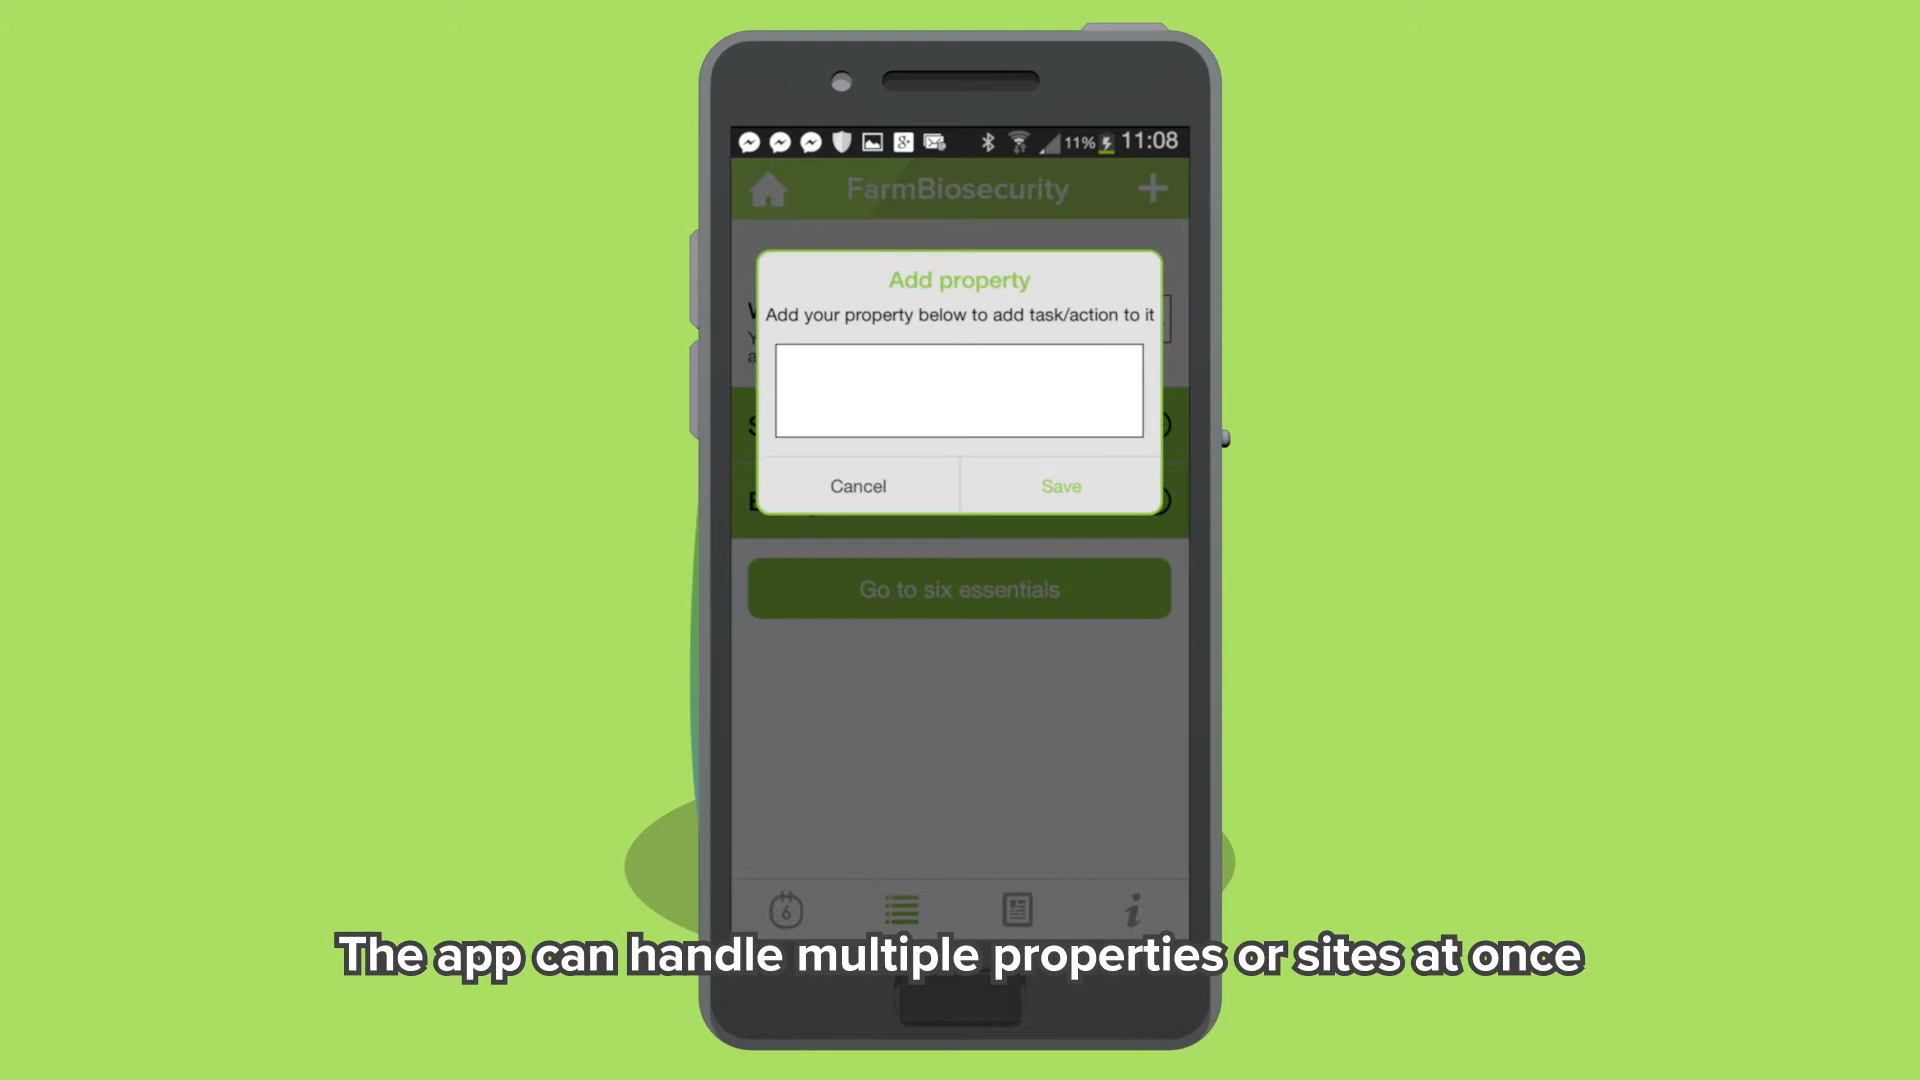 11% 11:08
FarmBiosecurity
Add property
Add your property below to add task/action to it
Cancel Save
Go to six essentials
6
The app can handle multiple properties or sites at once